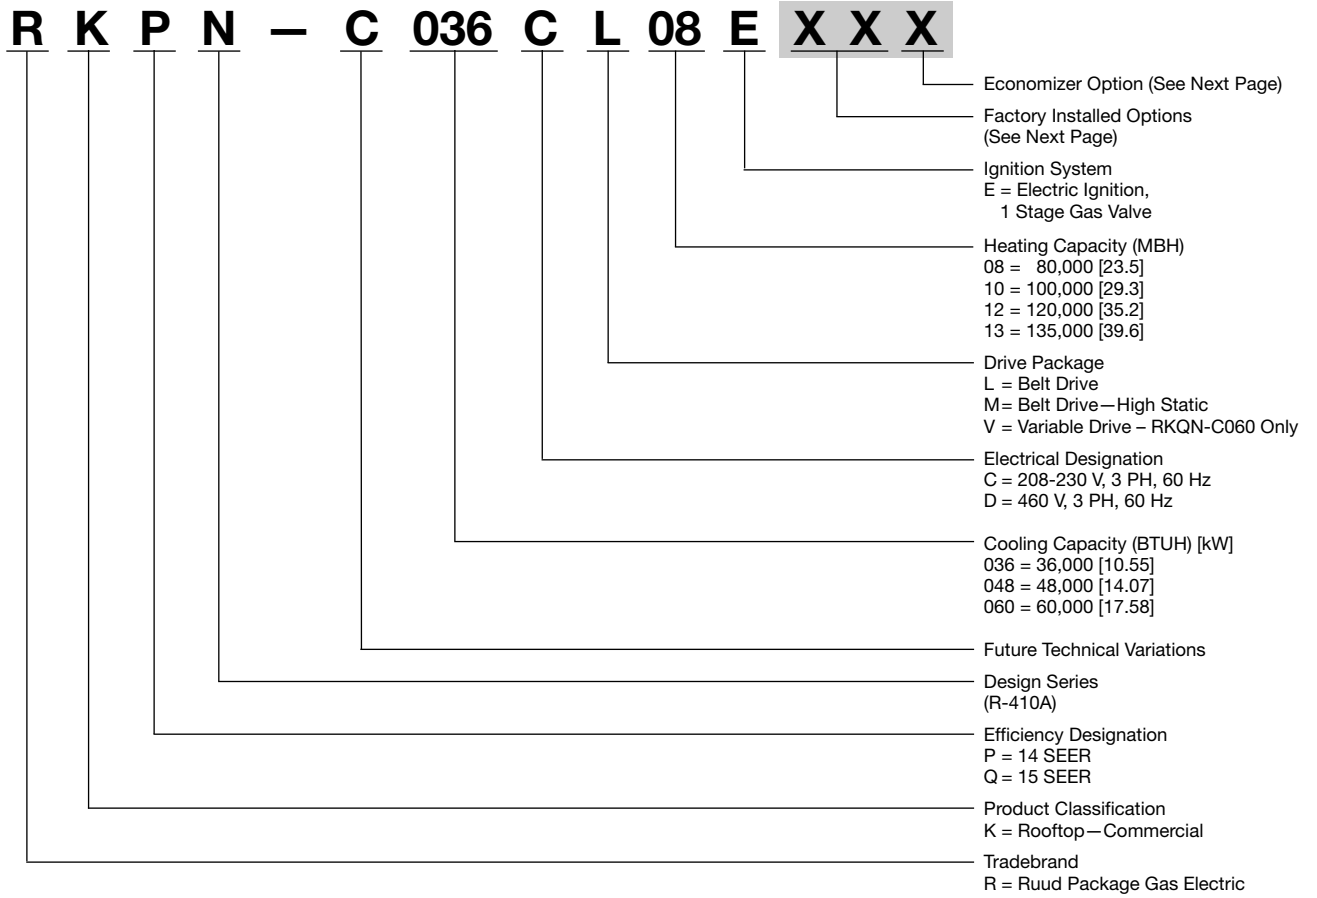 R K P N — C 036 C L 08 E X X X
Economizer Option (See Next Page)
Factory Installed Options
(See Next Page)
Ignition System
E = Electric Ignition,
1 Stage Gas Valve
Heating Capacity (MBH)
08 = 80,000 [23.5]
10 = 100,000 [29.3]
12 = 120,000 [35.2]
13 = 135,000 [39.6]
Drive Package
L = Belt Drive
M= Belt Drive—High Static
V = Variable Drive – RKQN-C060 Only
Electrical Designation
C = 208-230 V, 3 PH, 60 Hz
D = 460 V, 3 PH, 60 Hz
Cooling Capacity (BTUH) [kW]
036 = 36,000 [10.55]
048 = 48,000 [14.07]
060 = 60,000 [17.58]
Future Technical Variations
Design Series
(R-410A)
Efficiency Designation
P = 14 SEER
Q = 15 SEER
Product Classification
K = Rooftop—Commercial
Tradebrand
R = Ruud Package Gas Electric